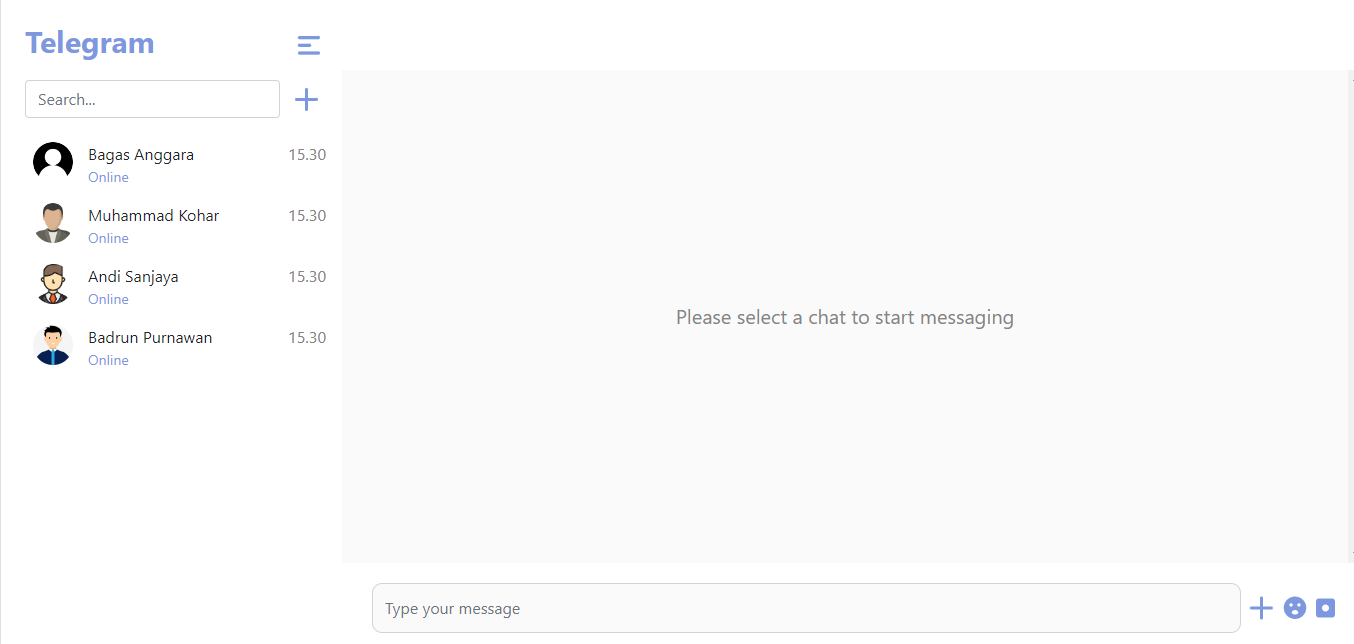 Telegram
Search...
Bagas Anggara 15.30
Online
Muhammad Kohar 15.30
Online
Andi Sanjaya 15.30
Online
Badrun Purnawan 15.30
Online
Please select a chat to start messaging
Type your message